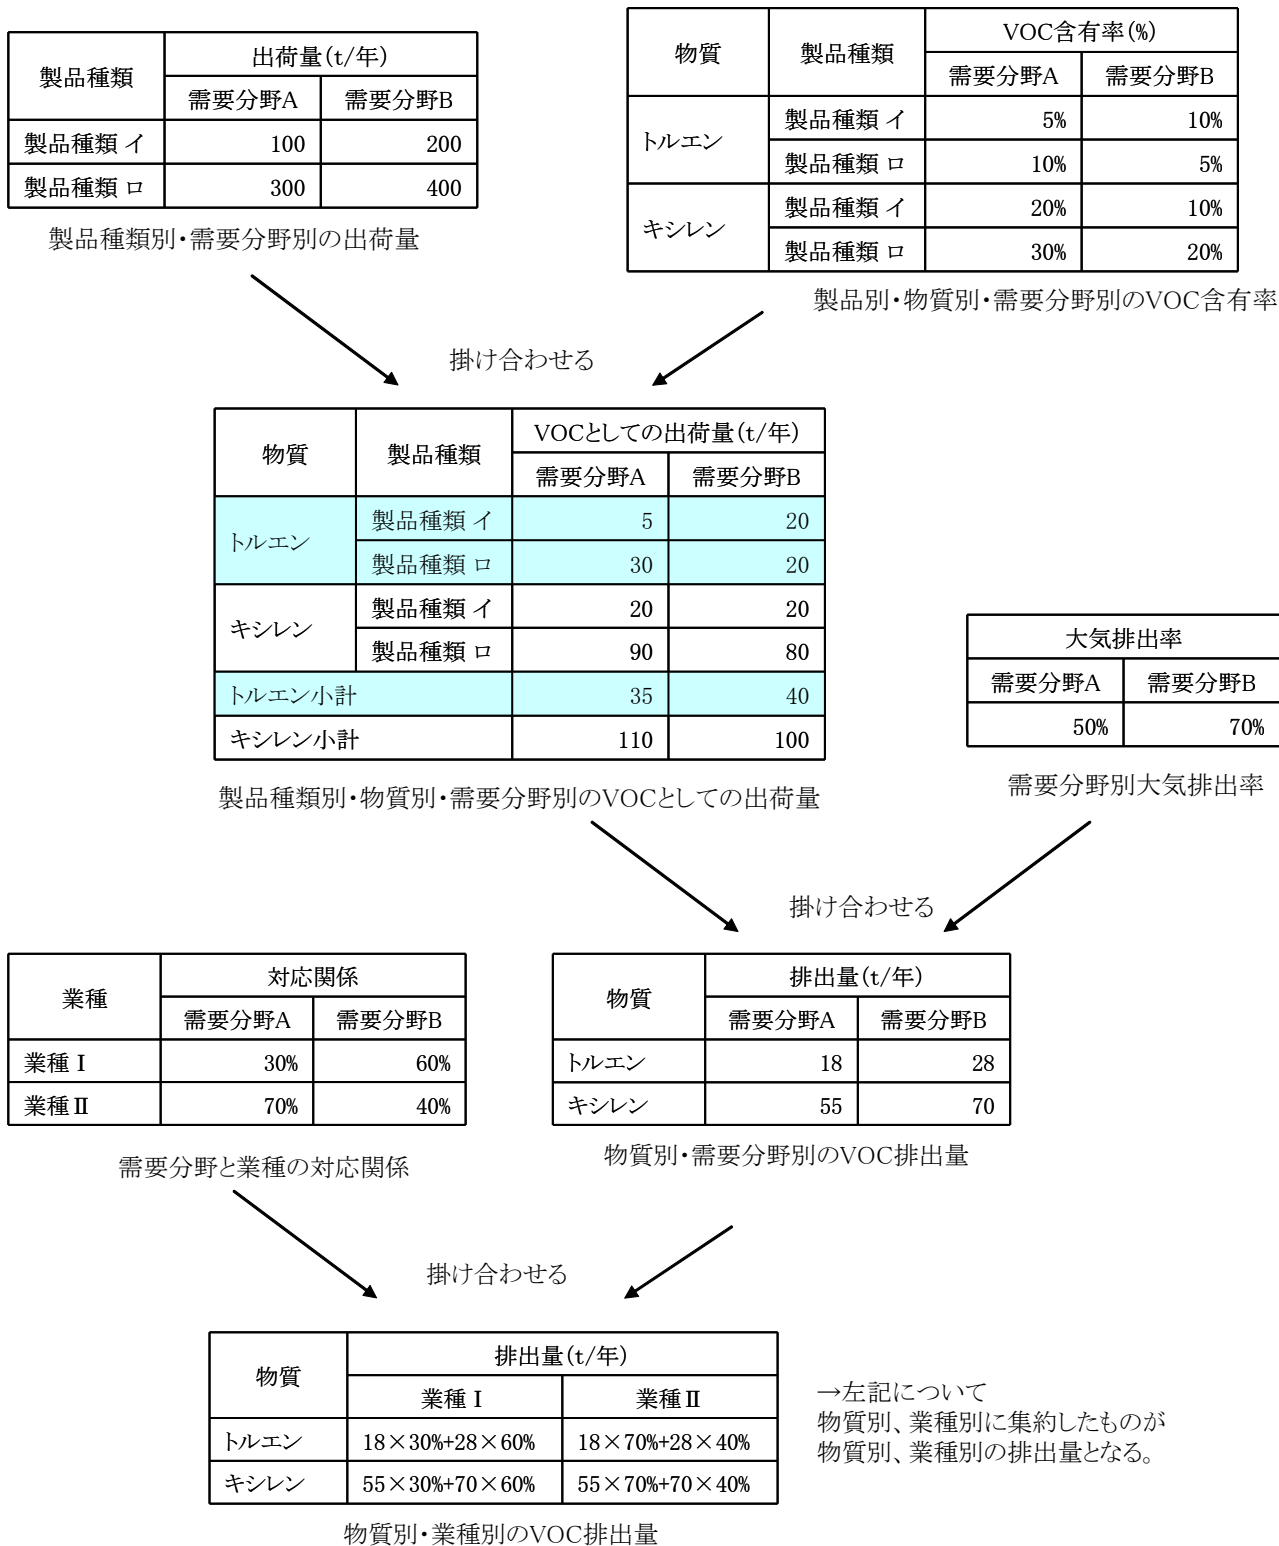 製品種類 出荷量(t/年)
需要分野A 需要分野B
製品種類 イ 100 200
製品種類 ロ 300 400
製品種類別・需要分野別の出荷量
物質 製品種類 VOC含有率(%)
需要分野A 需要分野B
トルエン 製品種類 イ 5% 10%
製品種類 ロ 10% 5%
キシレン 製品種類 イ 20% 10%
製品種類 ロ 30% 20%
製品別・物質別・需要分野別のVOC含有率
掛け合わせる
物質 製品種類 VOCとしての出荷量(t/年)
需要分野A 需要分野B
トルエン 製品種類 イ 5 20
製品種類 ロ 30 20
キシレン 製品種類 イ 20 20
製品種類 ロ 90 80
トルエン小計 35 40
キシレン小計 110 100
製品種類別・物質別・需要分野別のVOCとしての出荷量
大気排出率
需要分野A 需要分野B
50% 70%
需要分野別大気排出率
掛け合わせる
業種 対応関係
需要分野A 需要分野B
業種Ⅰ 30% 60%
業種Ⅱ 70% 40%
需要分野と業種の対応関係
物質 排出量(t/年)
需要分野A 需要分野B
トルエン 18 28
キシレン 55 70
物質別・需要分野別のVOC排出量
掛け合わせる
物質 排出量(t/年)
業種Ⅰ 業種Ⅱ
トルエン 18×30%+28×60% 18×70%+28×40%
キシレン 55×30%+70×60% 55×70%+70×40%
物質別・業種別のVOC排出量
→左記について
物質別、業種別に集約したものが
物質別、業種別の排出量となる。